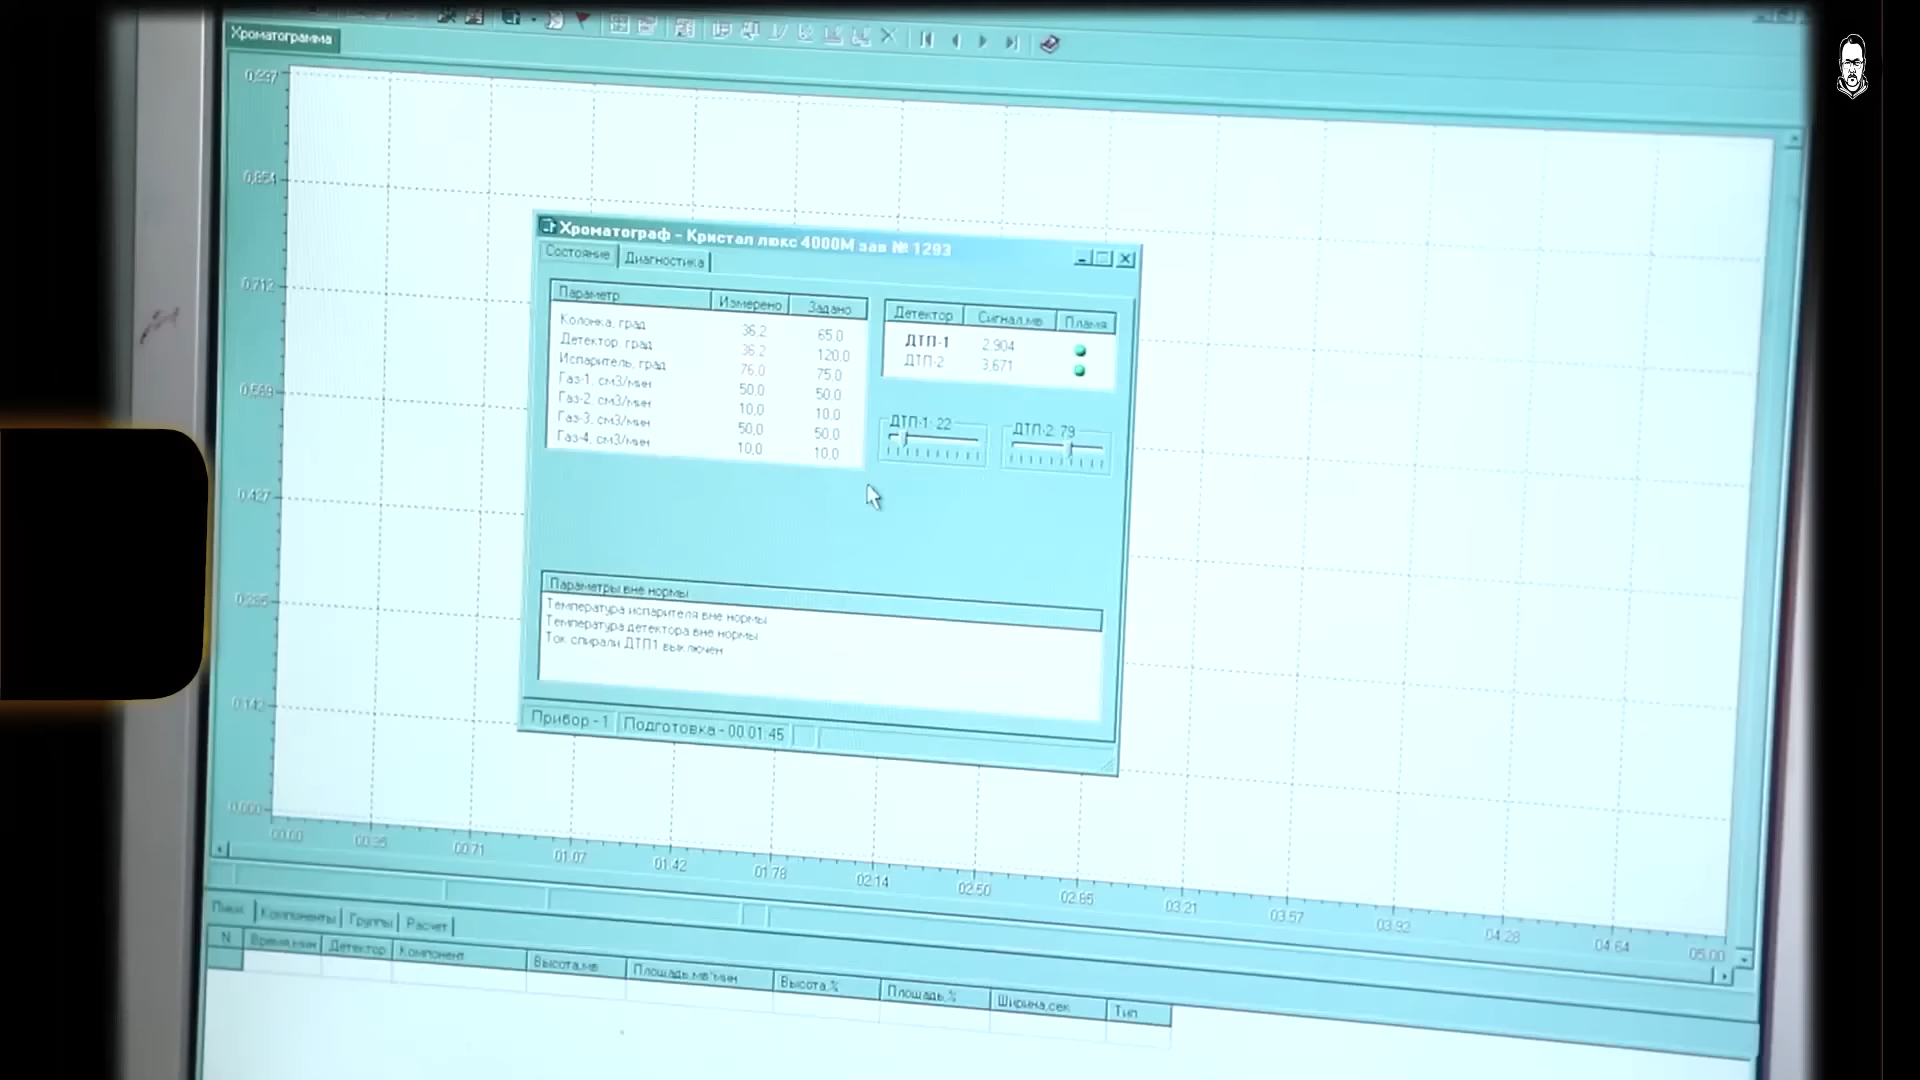 Хроматограмма
0,997
0,854
0,712
0,569
0,427
0,285
0,142
0,000
00.00 00.35 00.71 01.07 01.42 01.78 02.14 02.50 02.85 03.21 03.57 03.92 04.28 04.64 05.00
Хроматограф - Кристал люкс 4000М зав № 1293
Состояние Диагностика
Параметр Измерено Задано
Колонка, град 36.2 65.0
Детектор, град 36.2 120.0
Испаритель, град 76.0 75.0
Газ-1, см3/мин 50.0 50.0
Газ-2, см3/мин 10.0 10.0
Газ-3, см3/мин 50.0 50.0
Газ-4, см3/мин 10.0 10.0
Детектор Сигнал,мв Пламя
ДТП-1 2.904
ДТП-2 3.671
ДТП-1: 22 ДТП-2: 79
Параметры вне нормы
Температура испарителя вне нормы
Температура детектора вне нормы
Ток спирали ДТП1 выключен
Прибор - 1 Подготовка - 00:01:45
Пики Компоненты Группы Расчет
N Время,мин Детектор Компонент Высота,мв Площадь,мв*мин Высота,% Площадь,% Ширина,сек Тип